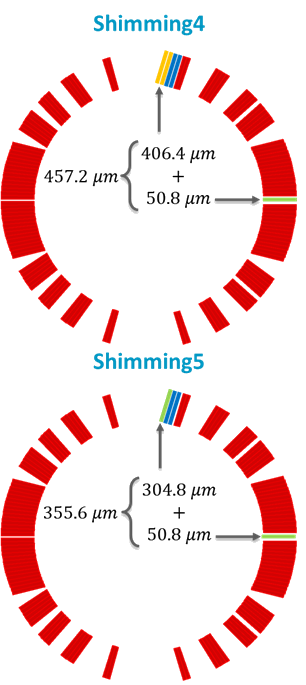 Shimming4
406.4 µm
457.2 µm
+
50.8 µm
Shimming5
304.8 µm
355.6 µm
+
50.8 µm